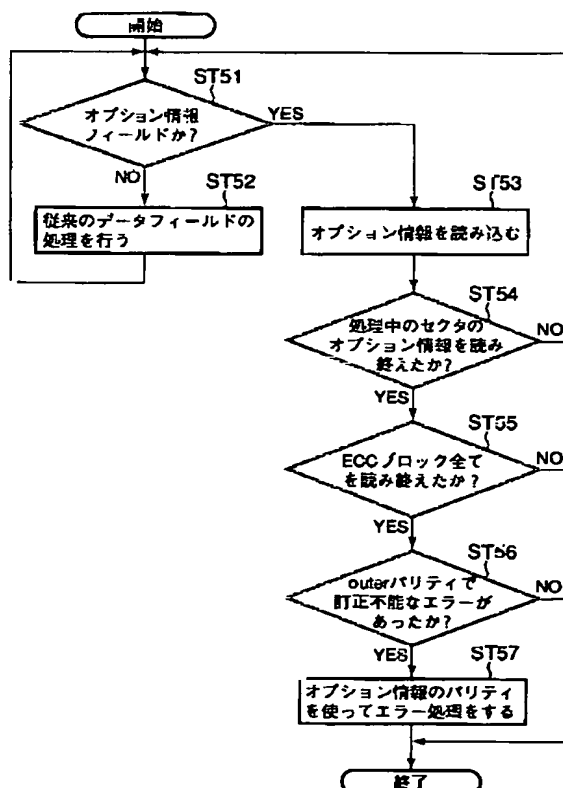 開始
ST51
オプション情報
フィールドか?
YES
NO
ST52
従来のデータフィールドの
処理を行う
ST53
オプション情報を読み込む
ST54
処理中のセクタの
オプション情報を読み
終えたか?
NO
YES
ST55
ECCブロック全て
を読み終えたか?
NO
YES
ST56
outerパリティで
訂正不能なエラーが
あったか?
NO
YES
ST57
オプション情報のパリティ
を使ってエラー処理をする
終了